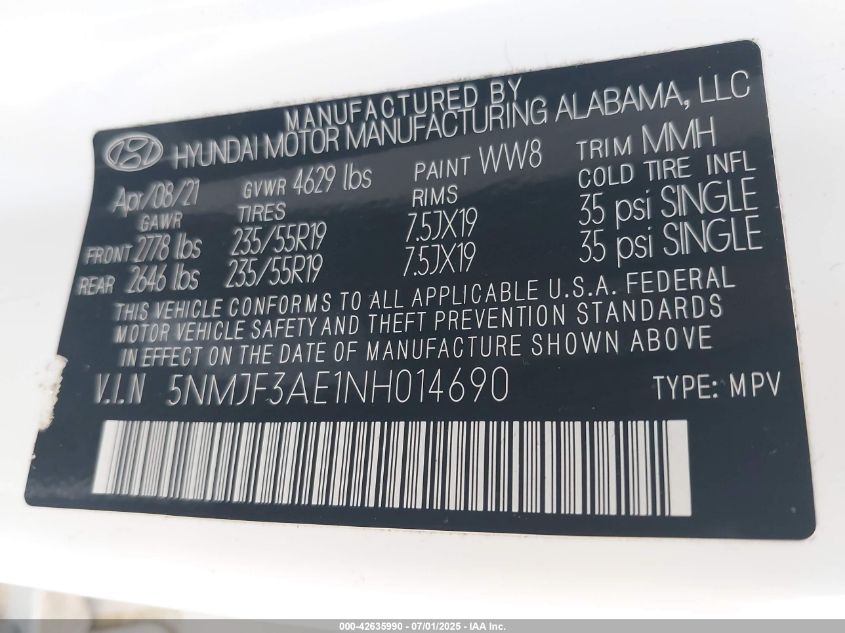 MANUFACTURED BY
HYUNDAI MOTOR MANUFACTURING ALABAMA, LLC
Apr/08/21 GVWR 4629 lbs PAINT WW8 TRIM MMH
GAWR TIRES RIMS COLD TIRE INFL
FRONT 2778 lbs 235/55R19 7.5JX19 35 psi SINGLE
REAR 2646 lbs 235/55R19 7.5JX19 35 psi SINGLE
THIS VEHICLE CONFORMS TO ALL APPLICABLE U.S.A. FEDERAL
MOTOR VEHICLE SAFETY AND THEFT PREVENTION STANDARDS
IN EFFECT ON THE DATE OF MANUFACTURE SHOWN ABOVE
V.I.N 5NMJF3AE1NH014690 TYPE: MPV
000-42635990 - 07/01/2025 - IAA Inc.